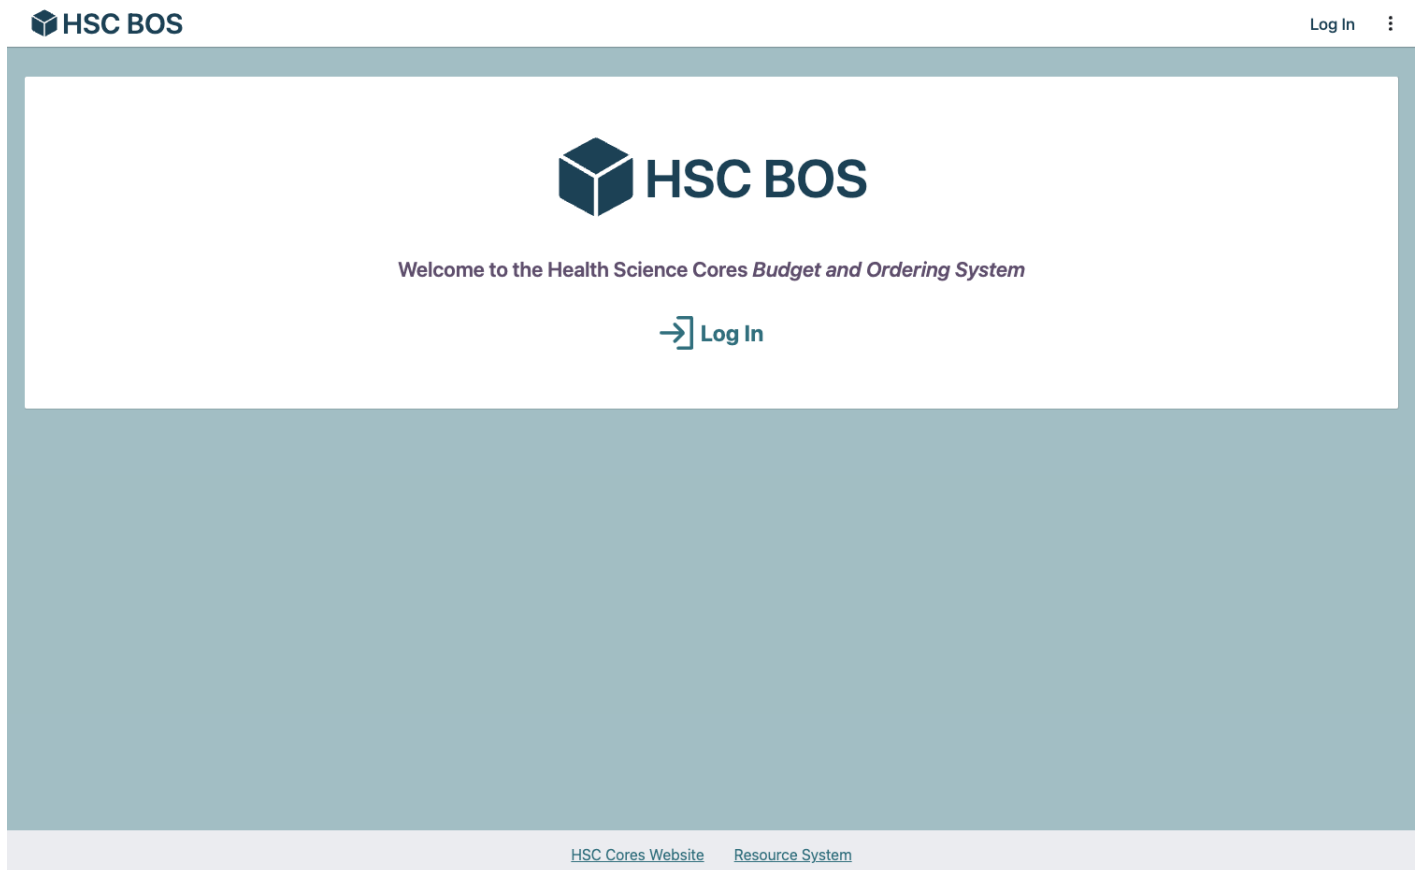 HSC BOS
Log In
HSC BOS
Welcome to the Health Science Cores Budget and Ordering System
Log In
HSC Cores Website
Resource System